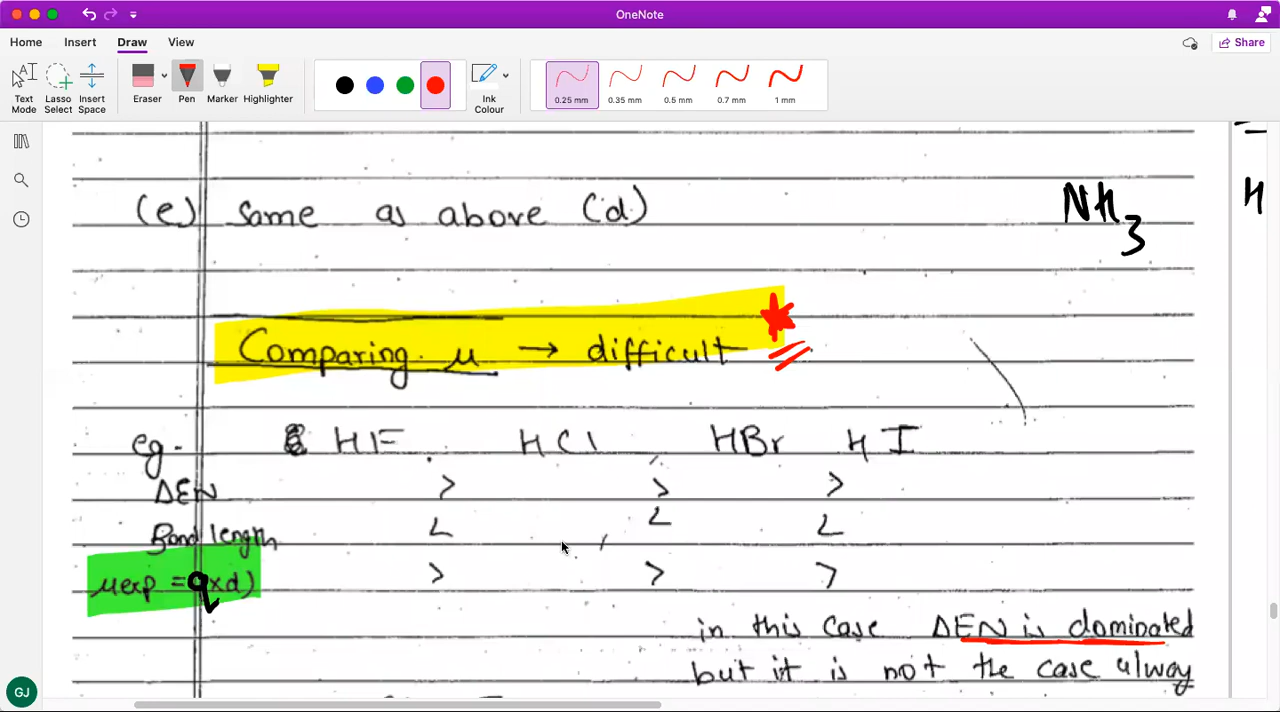 OneNote
Home Insert Draw View
Share
Text Mode
Lasso Select
Insert Space
Eraser
Pen
Marker
Highlighter
Ink Colour
0.25 mm
0.35 mm
0.5 mm
0.7 mm
1 mm
(e) Same as above (d)
NH3
H
Comparing μ → difficult
eg. HF HCl HBr HI
ΔEN > > >
Bond length < < <
μexp = q×d) > > >
in this case ΔEN is dominated
but it is not the case alway
GJ